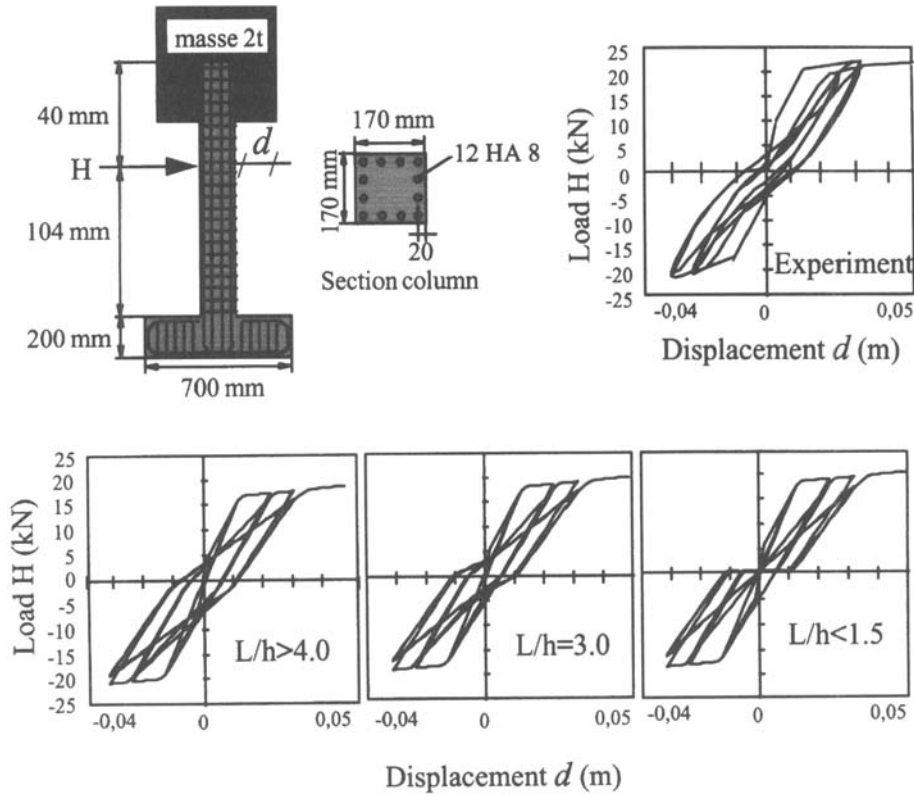 masse 2t
40 mm
H
d
104 mm
200 mm
700 mm
170 mm
170 mm
12 HA 8
20
Section column
Load H (kN)
25
20
15
10
5
0
-5
-10
-15
-20
25
Experiment
-0,04
0
0,05
Displacement d (m)
Load H (kN)
25
20
15
10
5
0
-5
-10
-15
-20
-25
L/h>4.0
-0,04
0
0,05
L/h=3.0
-0,04
0
0,05
L/h<1.5
-0,04
0
0,05
Displacement d (m)